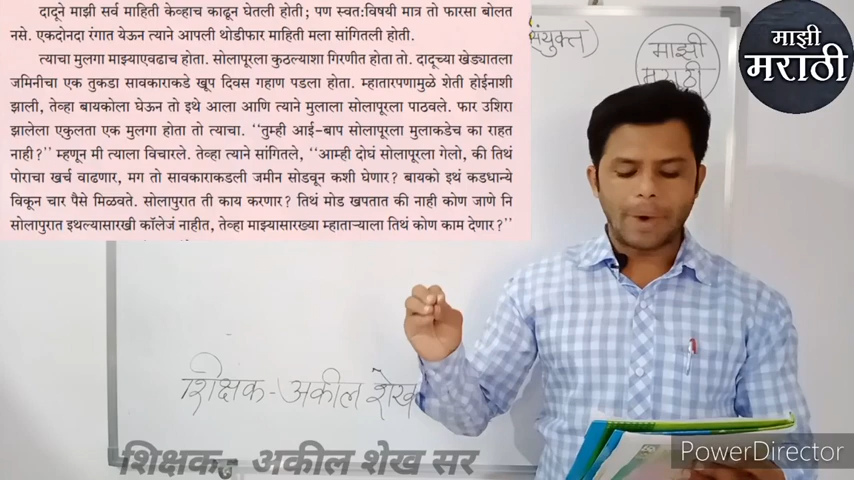 दादूने माझी सर्व माहिती केव्हाच काढून घेतली होती; पण स्वतःविषयी मात्र तो फारसा बोलत
नसे. एकदोनदा रंगात येऊन त्याने आपली थोडीफार माहिती मला सांगितली होती.
त्याचा मुलगा माझ्याएवढाच होता. सोलापूरला कुठल्याशा गिरणीत होता तो. दादूच्या खेड्यातला
जमिनीचा एक तुकडा सावकाराकडे खूप दिवस गहाण पडला होता. म्हातारपणामुळे शेती होईनाशी
झाली, तेव्हा बायकोला घेऊन तो इथे आला आणि त्याने मुलाला सोलापूरला पाठवले. फार उशिरा
झालेला एकुलता एक मुलगा होता तो त्याचा. ‘‘तुम्ही आई-बाप सोलापूरला मुलाकडेच का राहत
नाही?’’ म्हणून मी त्याला विचारले. तेव्हा त्याने सांगितले, ‘‘आम्ही दोघं सोलापूरला गेलो, की तिथं
पोराचा खर्च वाढणार, मग तो सावकाराकडली जमीन सोडवून कशी घेणार? बायको इथं कडधान्ये
विकून चार पैसे मिळवते. सोलापुरात ती काय करणार? तिथं मोड खपतात की नाही कोण जाणे नि
सोलापुरात इथल्यासारखी कॉलेजं नाहीत, तेव्हा माझ्यासारख्या म्हाताऱ्याला तिथं कोण काम देणार?’’
संयुक्त)
माझी
मराठी
माझी
मराठी
शिक्षक - अकील शेख
शिक्षक: अकील शेख सर
PowerDirector